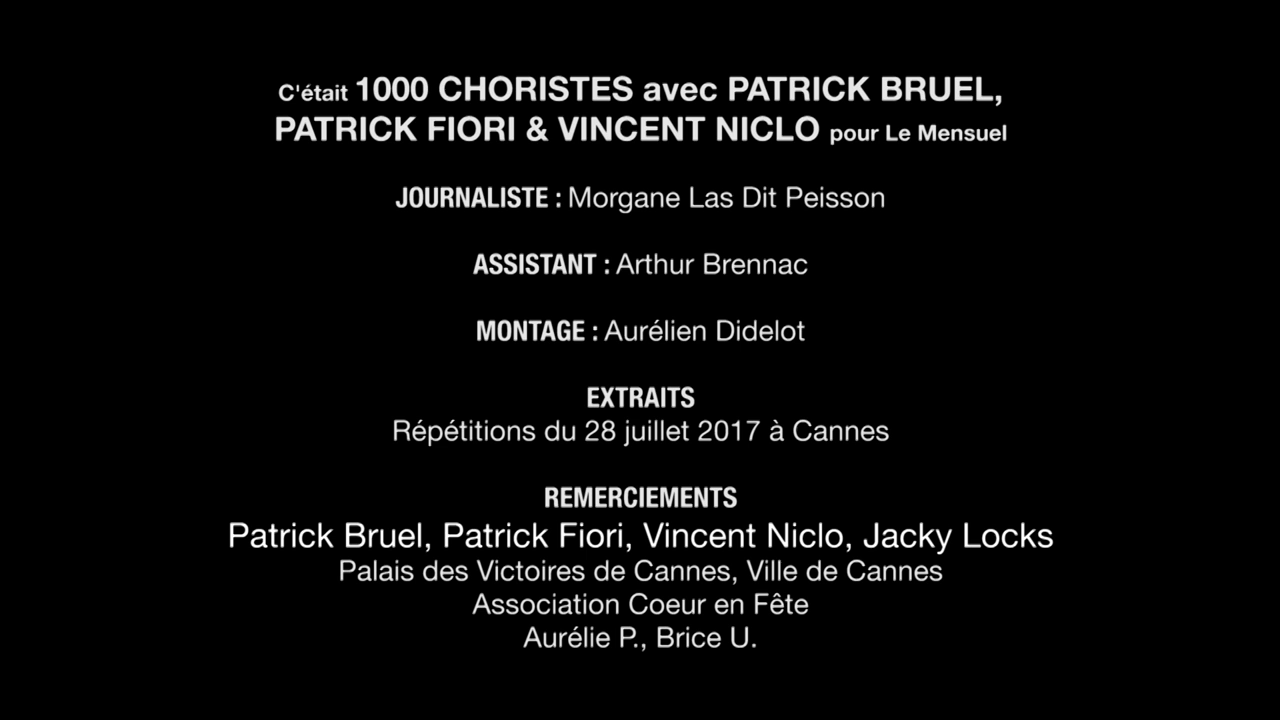 C'était 1000 CHORISTES avec PATRICK BRUEL,
PATRICK FIORI & VINCENT NICLO pour Le Mensuel
JOURNALISTE : Morgane Las Dit Peisson
ASSISTANT : Arthur Brennac
MONTAGE : Aurélien Didelot
EXTRAITS
Répétitions du 28 juillet 2017 à Cannes
REMERCIEMENTS
Patrick Bruel, Patrick Fiori, Vincent Niclo, Jacky Locks
Palais des Victoires de Cannes, Ville de Cannes
Association Coeur en Fête
Aurélie P., Brice U.